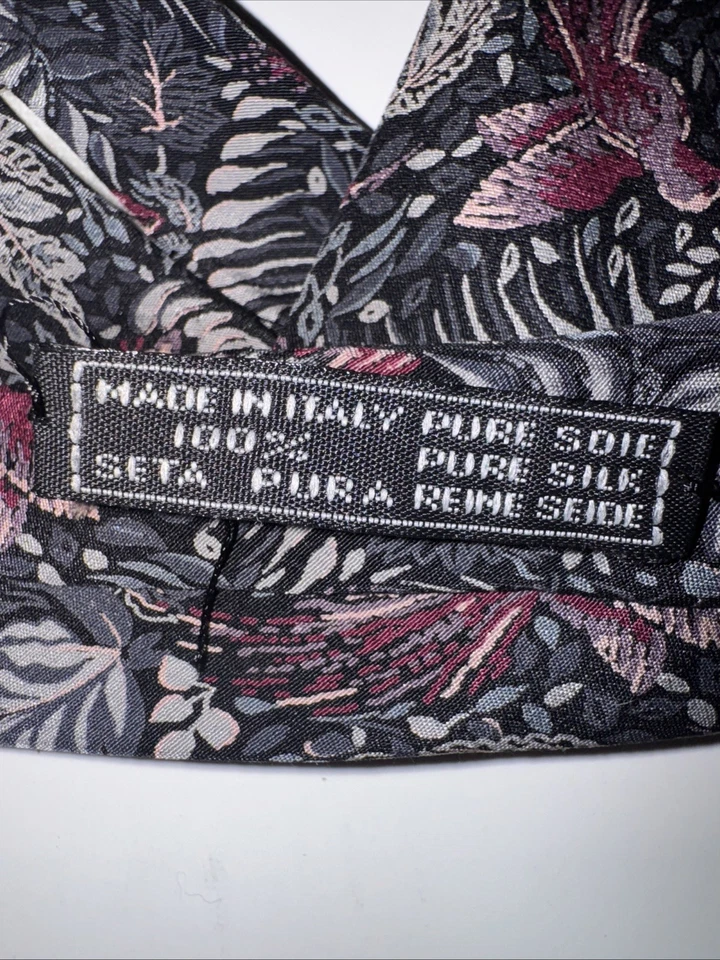 MADE IN ITALY
100%
SETA PURA
PURE SOIE
PURE SILK
REINE SEIDE